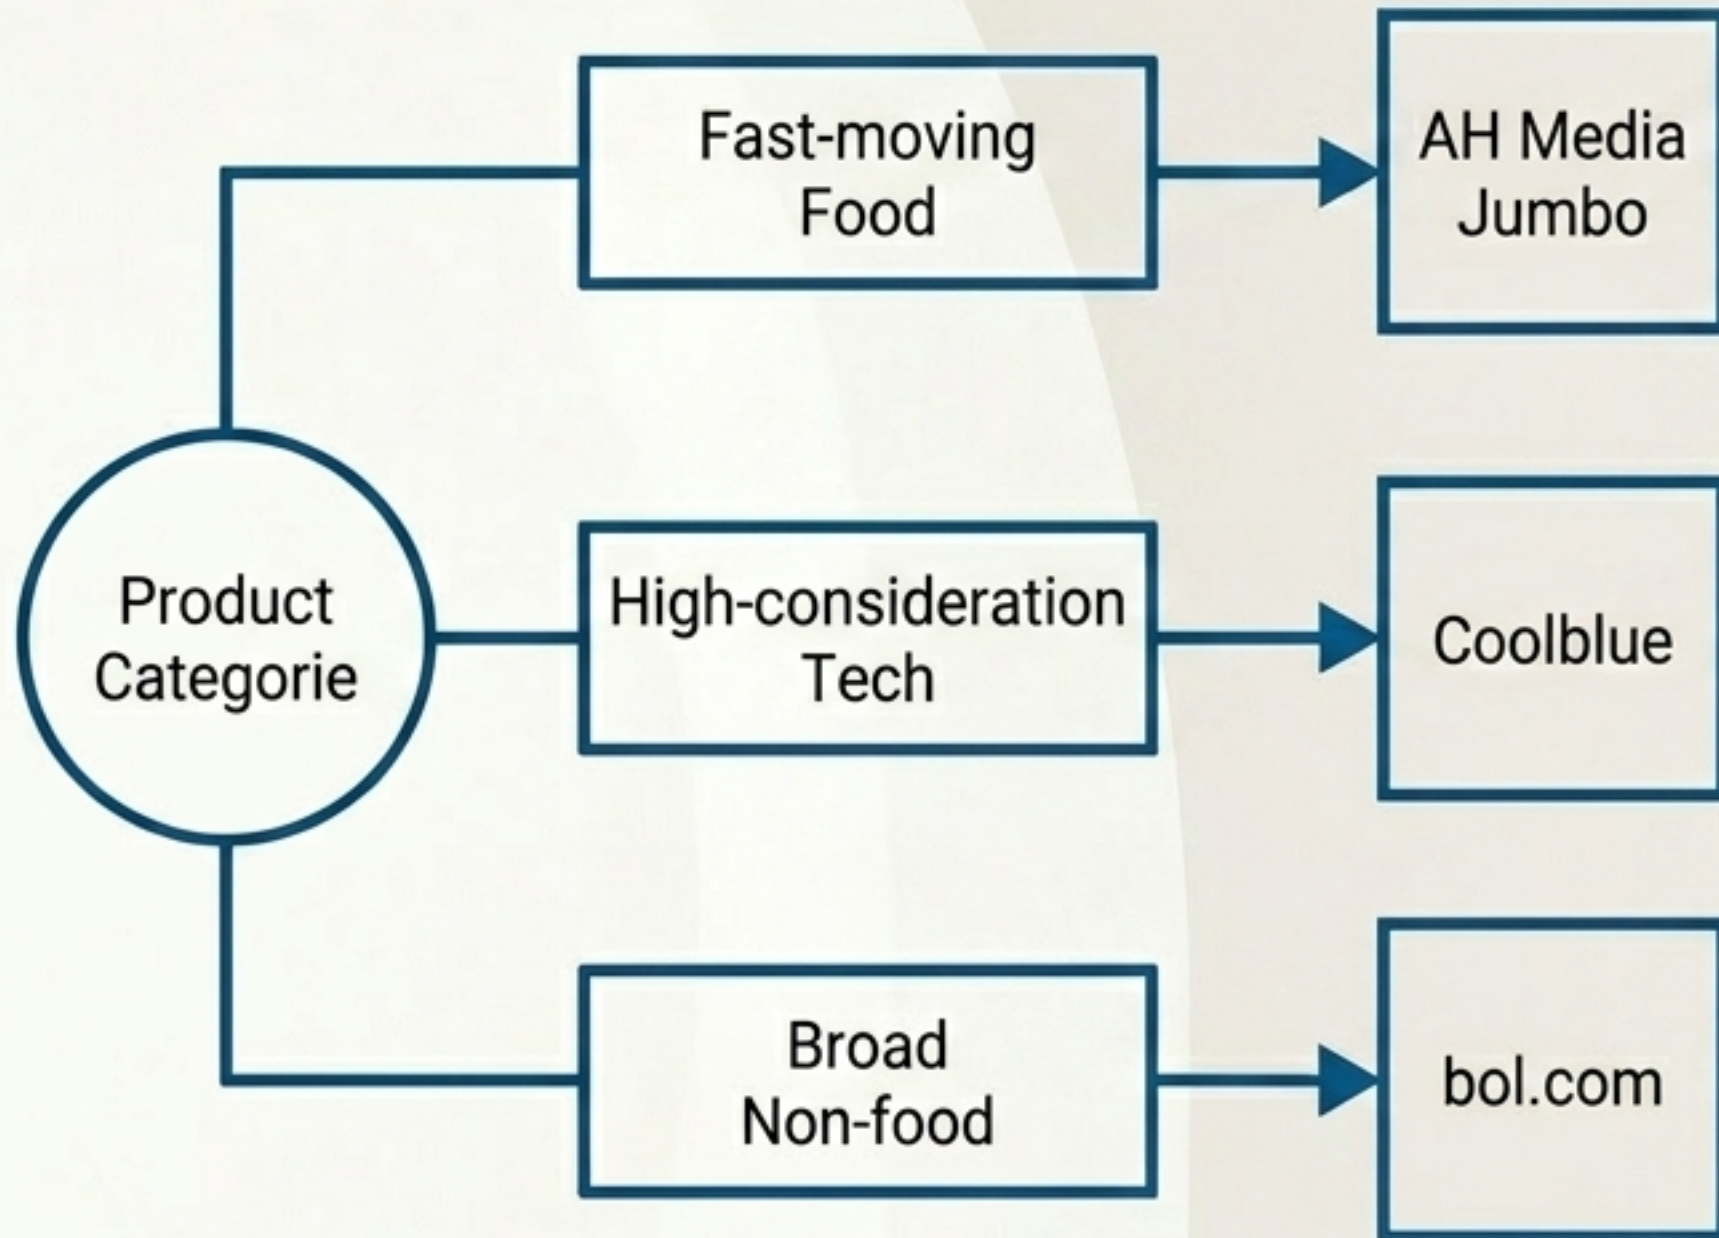 Product
Categorie
Fast-moving
Food
AH Media
Jumbo
High-consideration
Tech
Coolblue
Broad
Non-food
bol.com